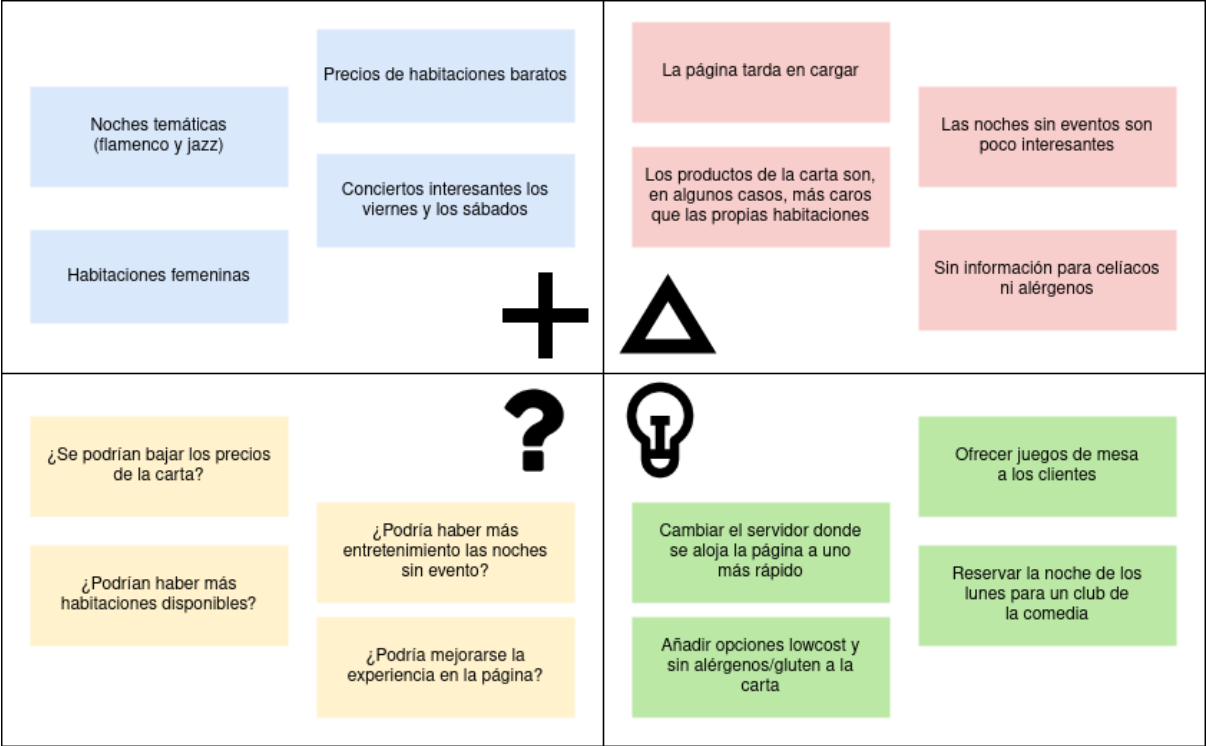 Noches temáticas
(flamenco y jazz)
Habitaciones femeninas
Precios de habitaciones baratos
Conciertos interesantes los
viernes y los sábados
La página tarda en cargar
Los productos de la carta son,
en algunos casos, más caros
que las propias habitaciones
Las noches sin eventos son
poco interesantes
Sin información para celíacos
ni alérgenos
¿Se podrían bajar los precios
de la carta?
¿Podrían haber más
habitaciones disponibles?
¿Podría haber más
entretenimiento las noches
sin evento?
¿Podría mejorarse la
experiencia en la página?
Cambiar el servidor donde
se aloja la página a uno
más rápido
Añadir opciones lowcost y
sin alérgenos/gluten a la
carta
Ofrecer juegos de mesa
a los clientes
Reservar la noche de los
lunes para un club de
la comedia